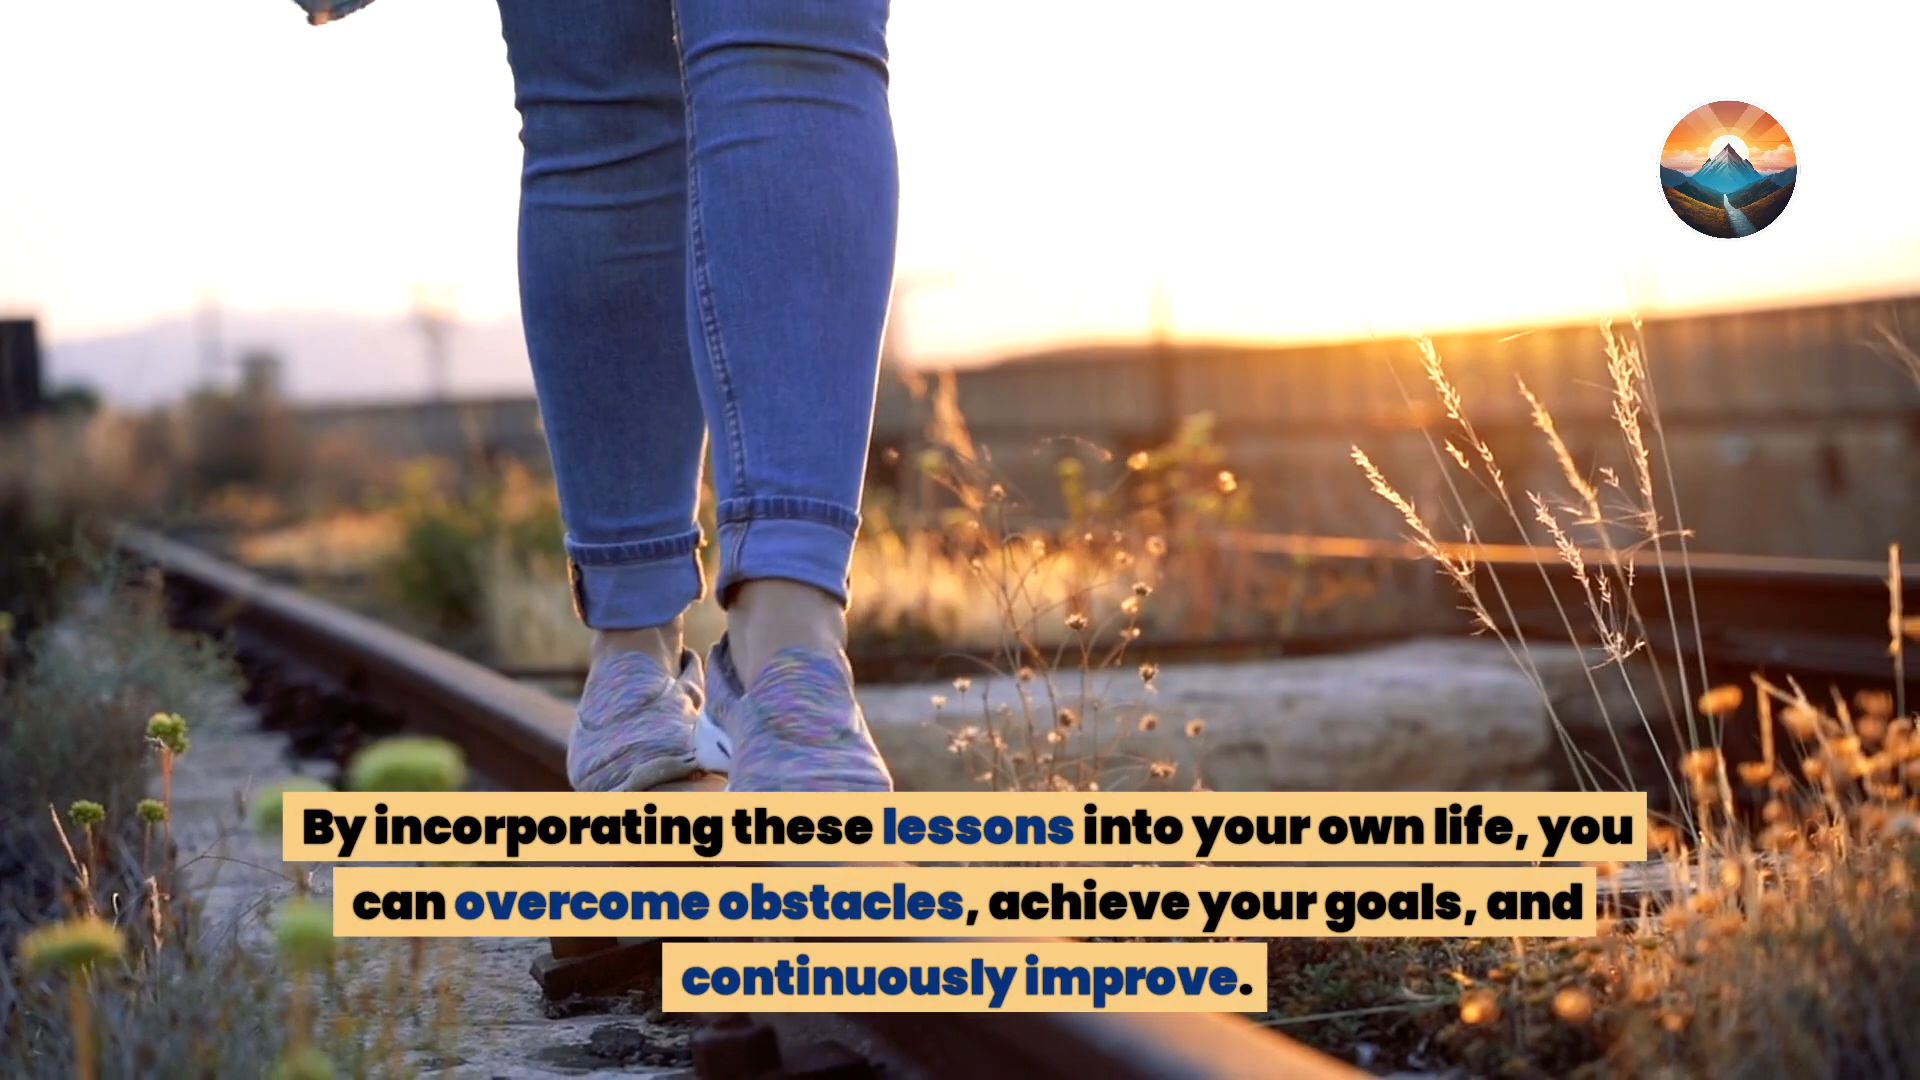 By incorporating these lessons into your own life, you
can overcome obstacles, achieve your goals, and
continuously improve.